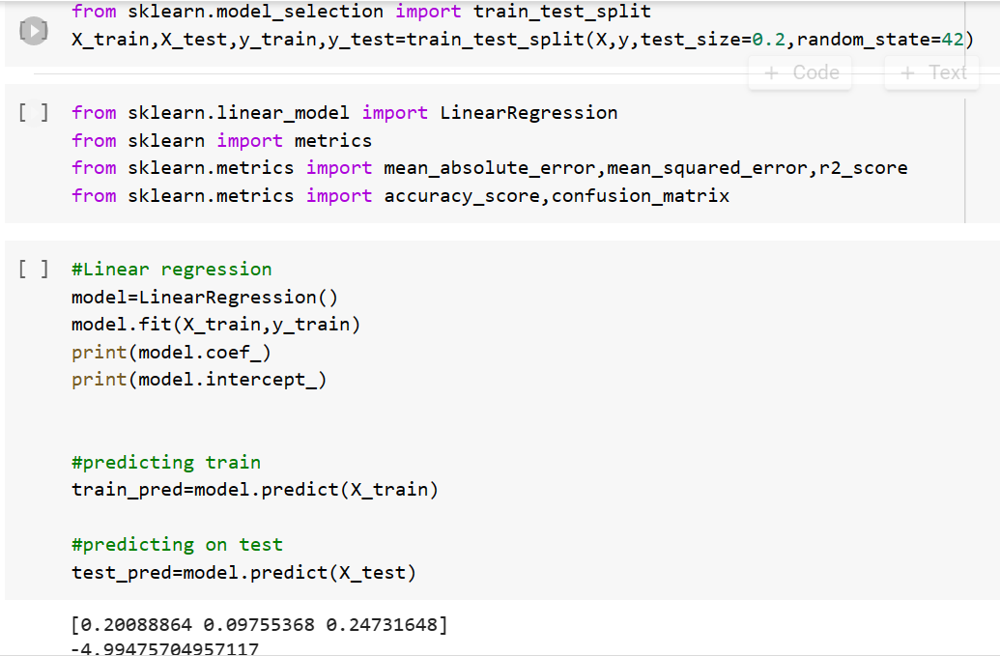 from sklearn.model_selection import train_test_split
[ ] X_train,X_test,y_train,y_test=train_test_split(X,y,test_size=0.2,random_state=42)
+ Code + Text
[ ] from sklearn.linear_model import LinearRegression
from sklearn import metrics
from sklearn.metrics import mean_absolute_error,mean_squared_error,r2_score
from sklearn.metrics import accuracy_score,confusion_matrix
[ ] #Linear regression
model=LinearRegression()
model.fit(X_train,y_train)
print(model.coef_)
print(model.intercept_)
#predicting train
train_pred=model.predict(X_train)
#predicting on test
test_pred=model.predict(X_test)
[0.20088864 0.09755368 0.24731648]
-4.99475704957117